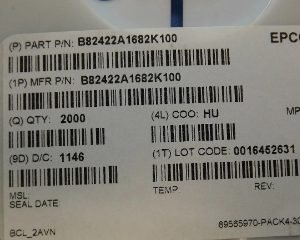 (P) PART P/N: B82422A1682K100
EPC
(1P) MFR P/N: B82422A1682K100
(Q) QTY: 2000
(4L) COO: HU
MP
(9D) D/C: 1146
(1T) LOT CODE: 0016452631
MSL:
SEAL DATE:
TEMP
REV:
BCL_2AVN
69565970-PACK4-30